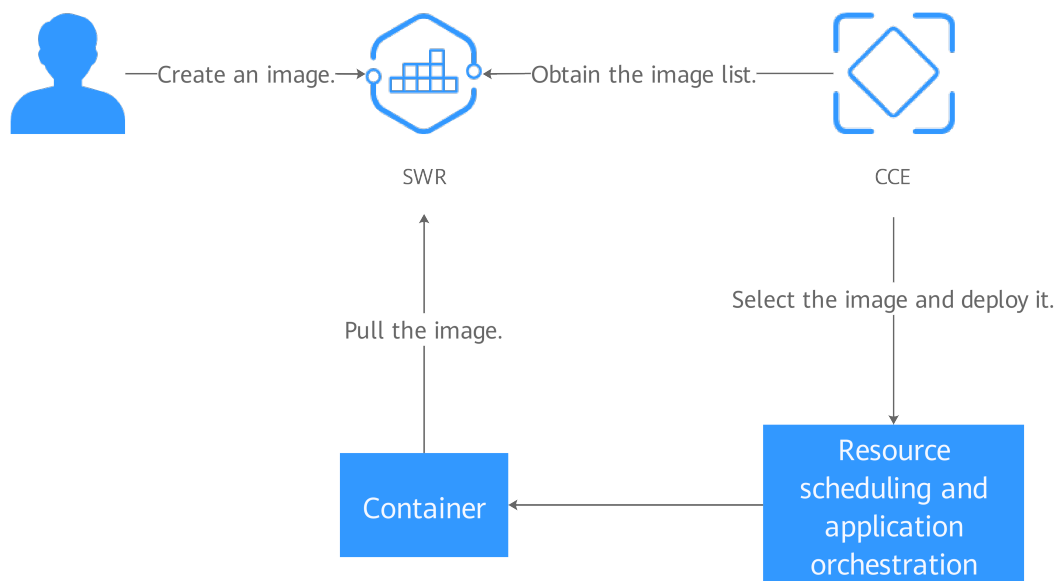 Create an image.
Obtain the image list.
SWR
CCE
Select the image and deploy it.
Pull the image.
Container
Resource
scheduling and
application
orchestration